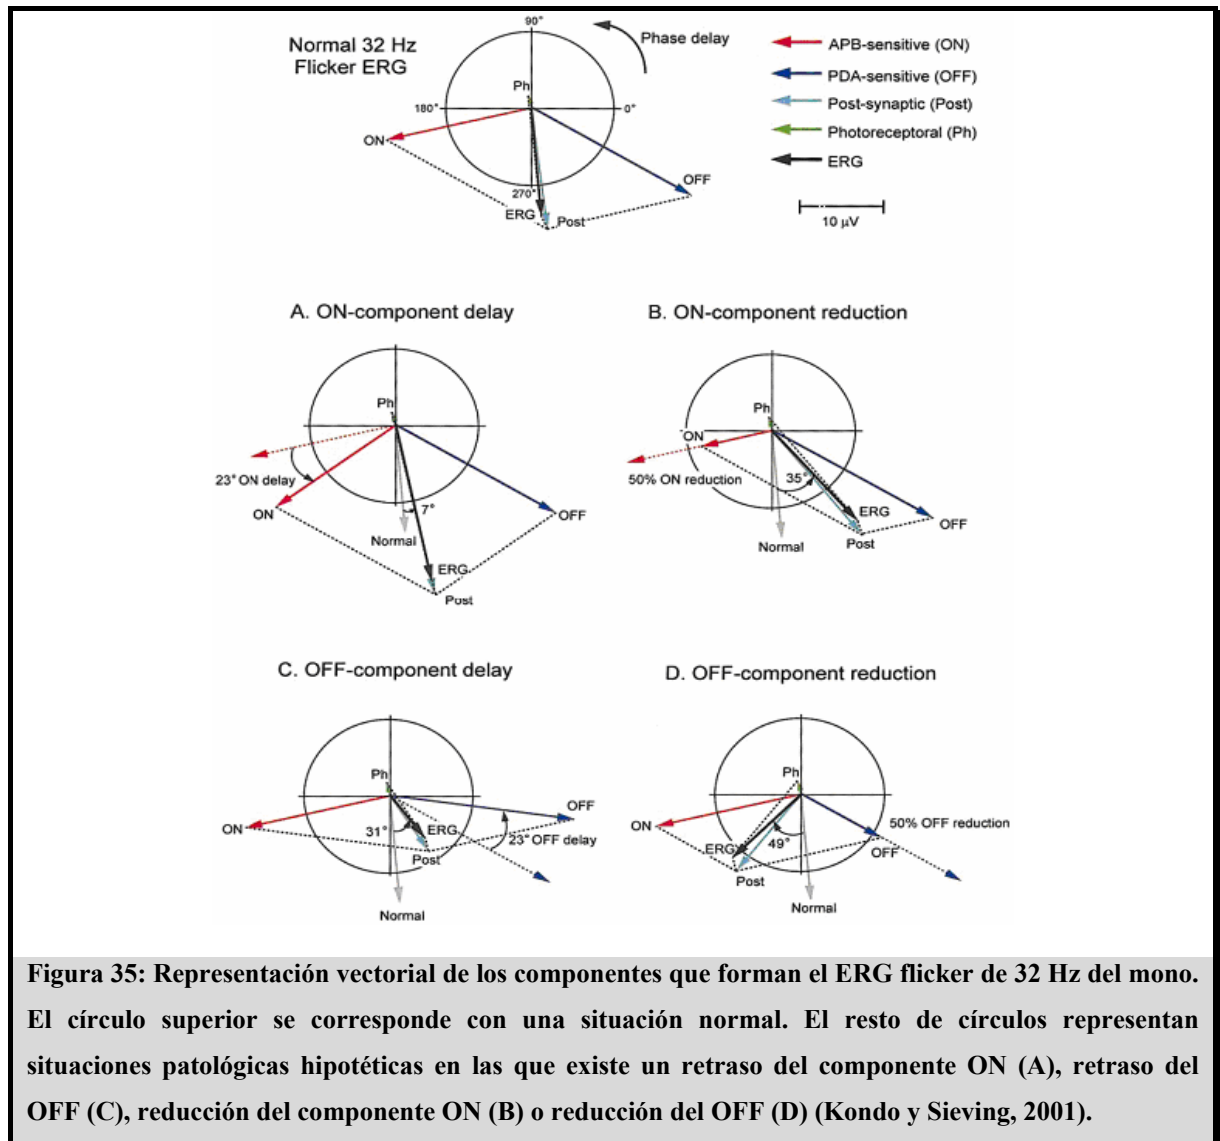 Normal 32 Hz
Flicker ERG
90°
Phase delay
Ph
180°
0°
ON
OFF
270°
ERG
Post
APB-sensitive (ON)
PDA-sensitive (OFF)
Post-synaptic (Post)
Photoreceptoral (Ph)
ERG
10 µV
A. ON-component delay
Ph
23° ON delay
ON
OFF
7°
Normal
ERG
Post
B. ON-component reduction
Ph
ON
50% ON reduction
35°
ERG
OFF
Post
Normal
C. OFF-component delay
Ph
OFF
ON
31°
ERG
23° OFF delay
Post
Normal
D. OFF-component reduction
Ph
ON
50% OFF reduction
ERG
49°
OFF
Post
Normal
Figura 35: Representación vectorial de los componentes que forman el ERG flicker de 32 Hz del mono.
El círculo superior se corresponde con una situación normal. El resto de círculos representan
situaciones patológicas hipotéticas en las que existe un retraso del componente ON (A), retraso del
OFF (C), reducción del componente ON (B) o reducción del OFF (D) (Kondo y Sieving, 2001).